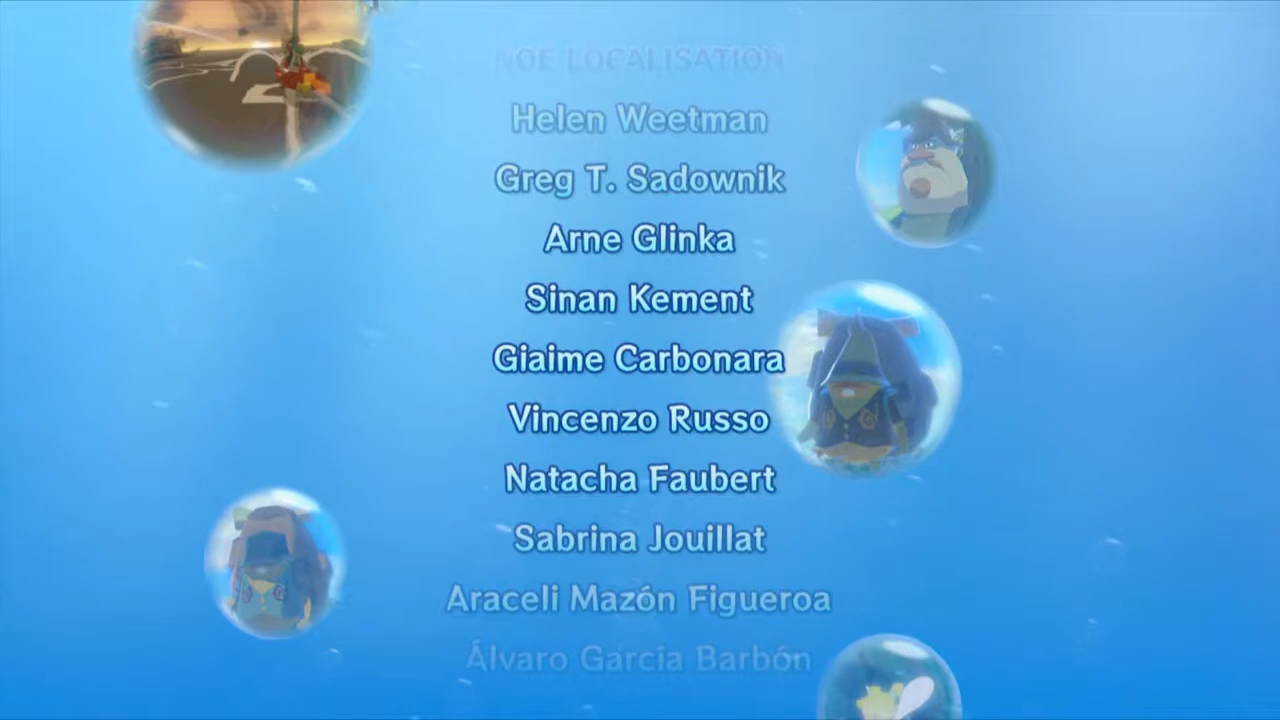 NOE LOCALISATION
Helen Weetman
Greg T. Sadownik
Arne Glinka
Sinan Kement
Giaime Carbonara
Vincenzo Russo
Natacha Faubert
Sabrina Jouillat
Araceli Mazón Figueroa
Álvaro García Barbón